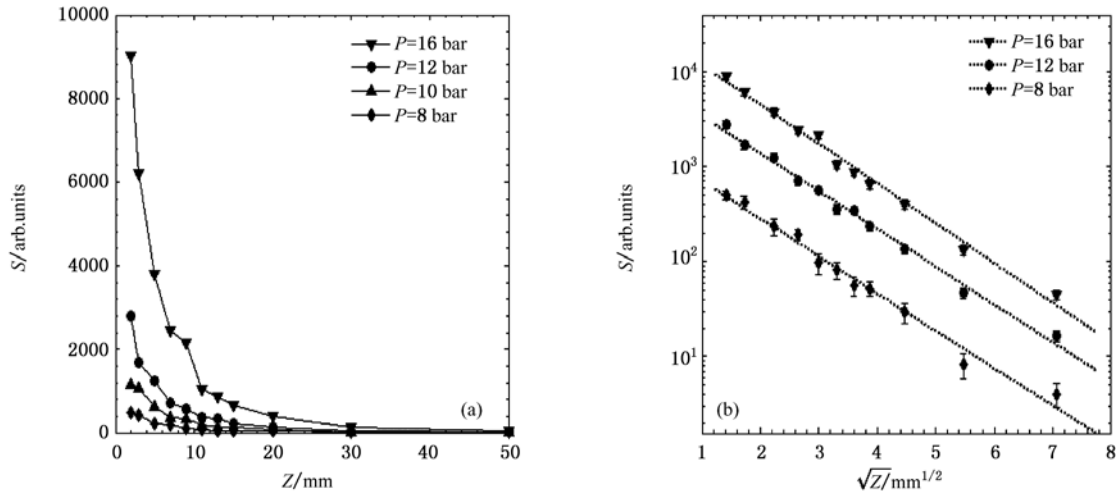 10000
8000
6000
4000
2000
0
S/arb.units
P=16 bar
P=12 bar
P=10 bar
P=8 bar
(a)
0 10 20 30 40 50
Z/mm
10⁴
10³
10²
10¹
S/arb.units
P=16 bar
P=12 bar
P=8 bar
(b)
1 2 3 4 5 6 7 8
√Z/mm¹/²